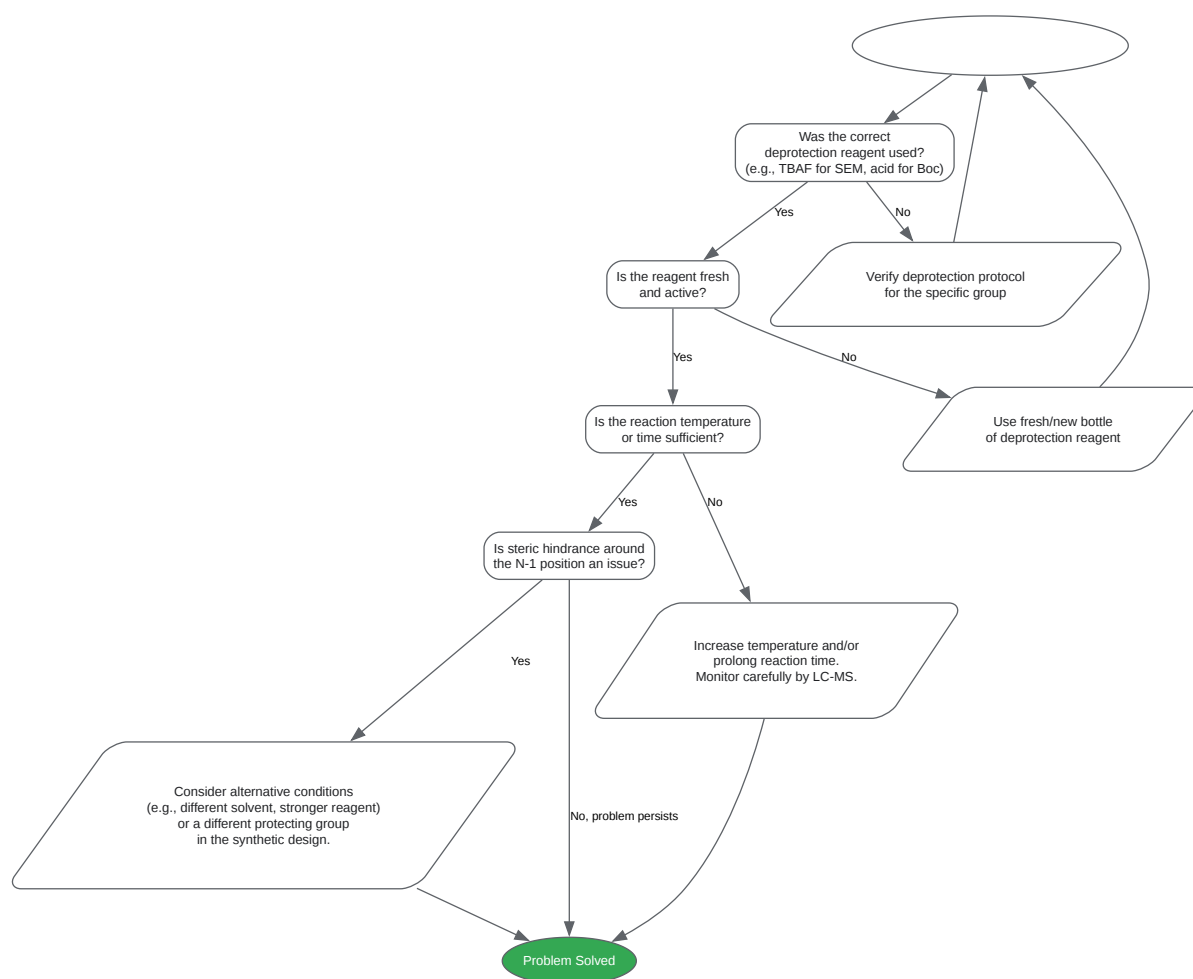 Was the correct
deprotection reagent used?
(e.g., TBAF for SEM, acid for Boc)
Yes
No
Is the reagent fresh
and active?
Verify deprotection protocol
for the specific group
Yes
No
Is the reaction temperature
or time sufficient?
Use fresh/new bottle
of deprotection reagent
Yes
No
Is steric hindrance around
the N-1 position an issue?
Yes
Increase temperature and/or
prolong reaction time.
Monitor carefully by LC-MS.
Consider alternative conditions
(e.g., different solvent, stronger reagent)
or a different protecting group
in the synthetic design.
No, problem persists
Problem Solved